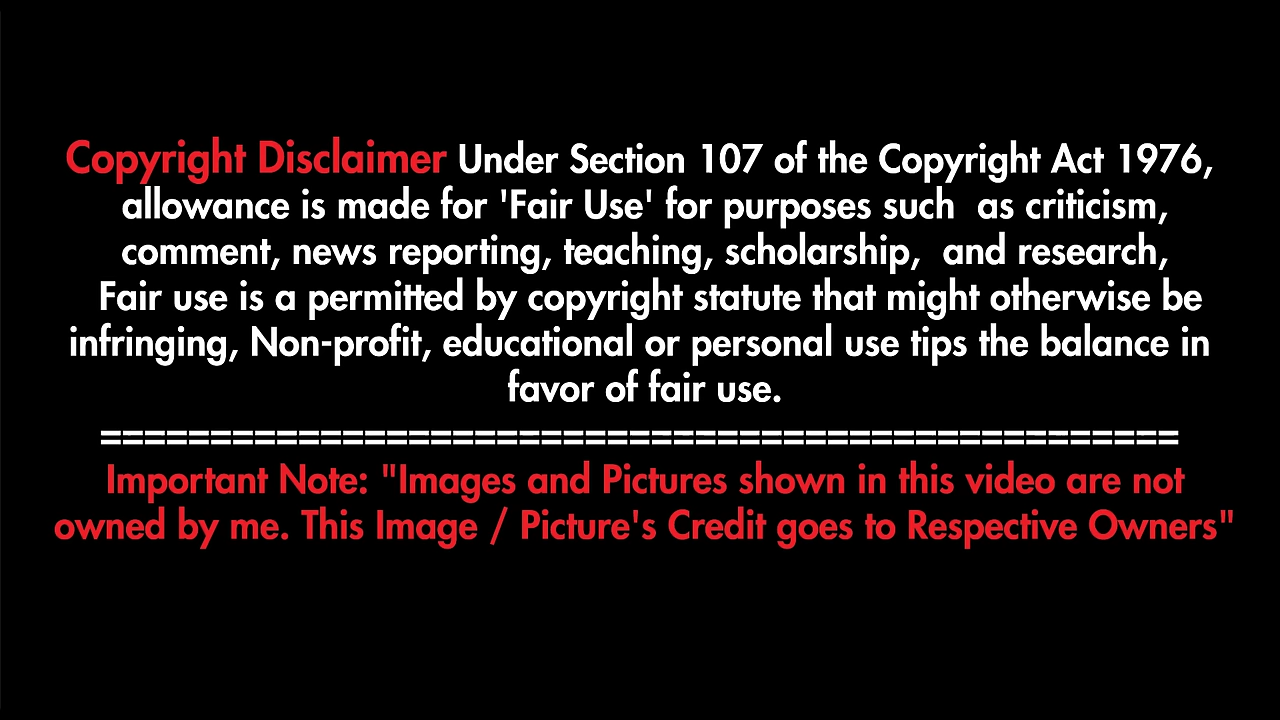 Copyright Disclaimer Under Section 107 of the Copyright Act 1976,
allowance is made for 'Fair Use' for purposes such  as criticism,
comment, news reporting, teaching, scholarship,  and research,
Fair use is a permitted by copyright statute that might otherwise be
infringing, Non-profit, educational or personal use tips the balance in
favor of fair use.
=================================================
Important Note: "Images and Pictures shown in this video are not
owned by me. This Image / Picture's Credit goes to Respective Owners"